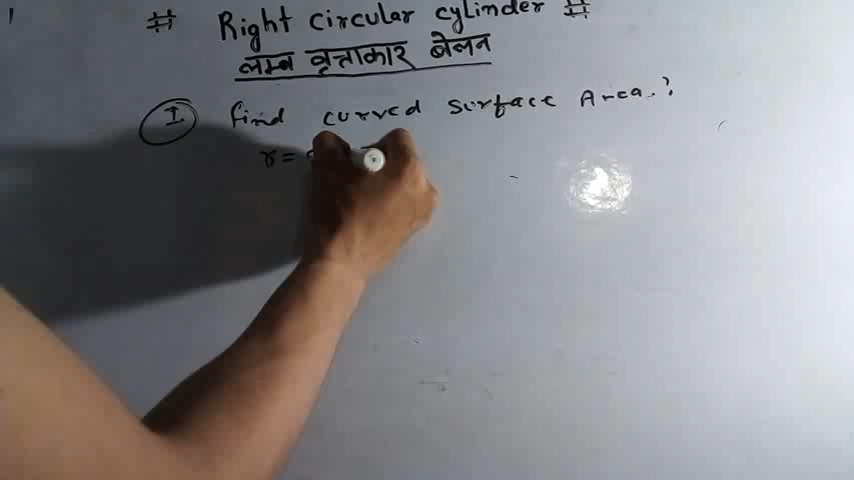 # Right circular cylinder #
लम्ब वृत्ताकार बेलन
I find curved surface Area.?
r =